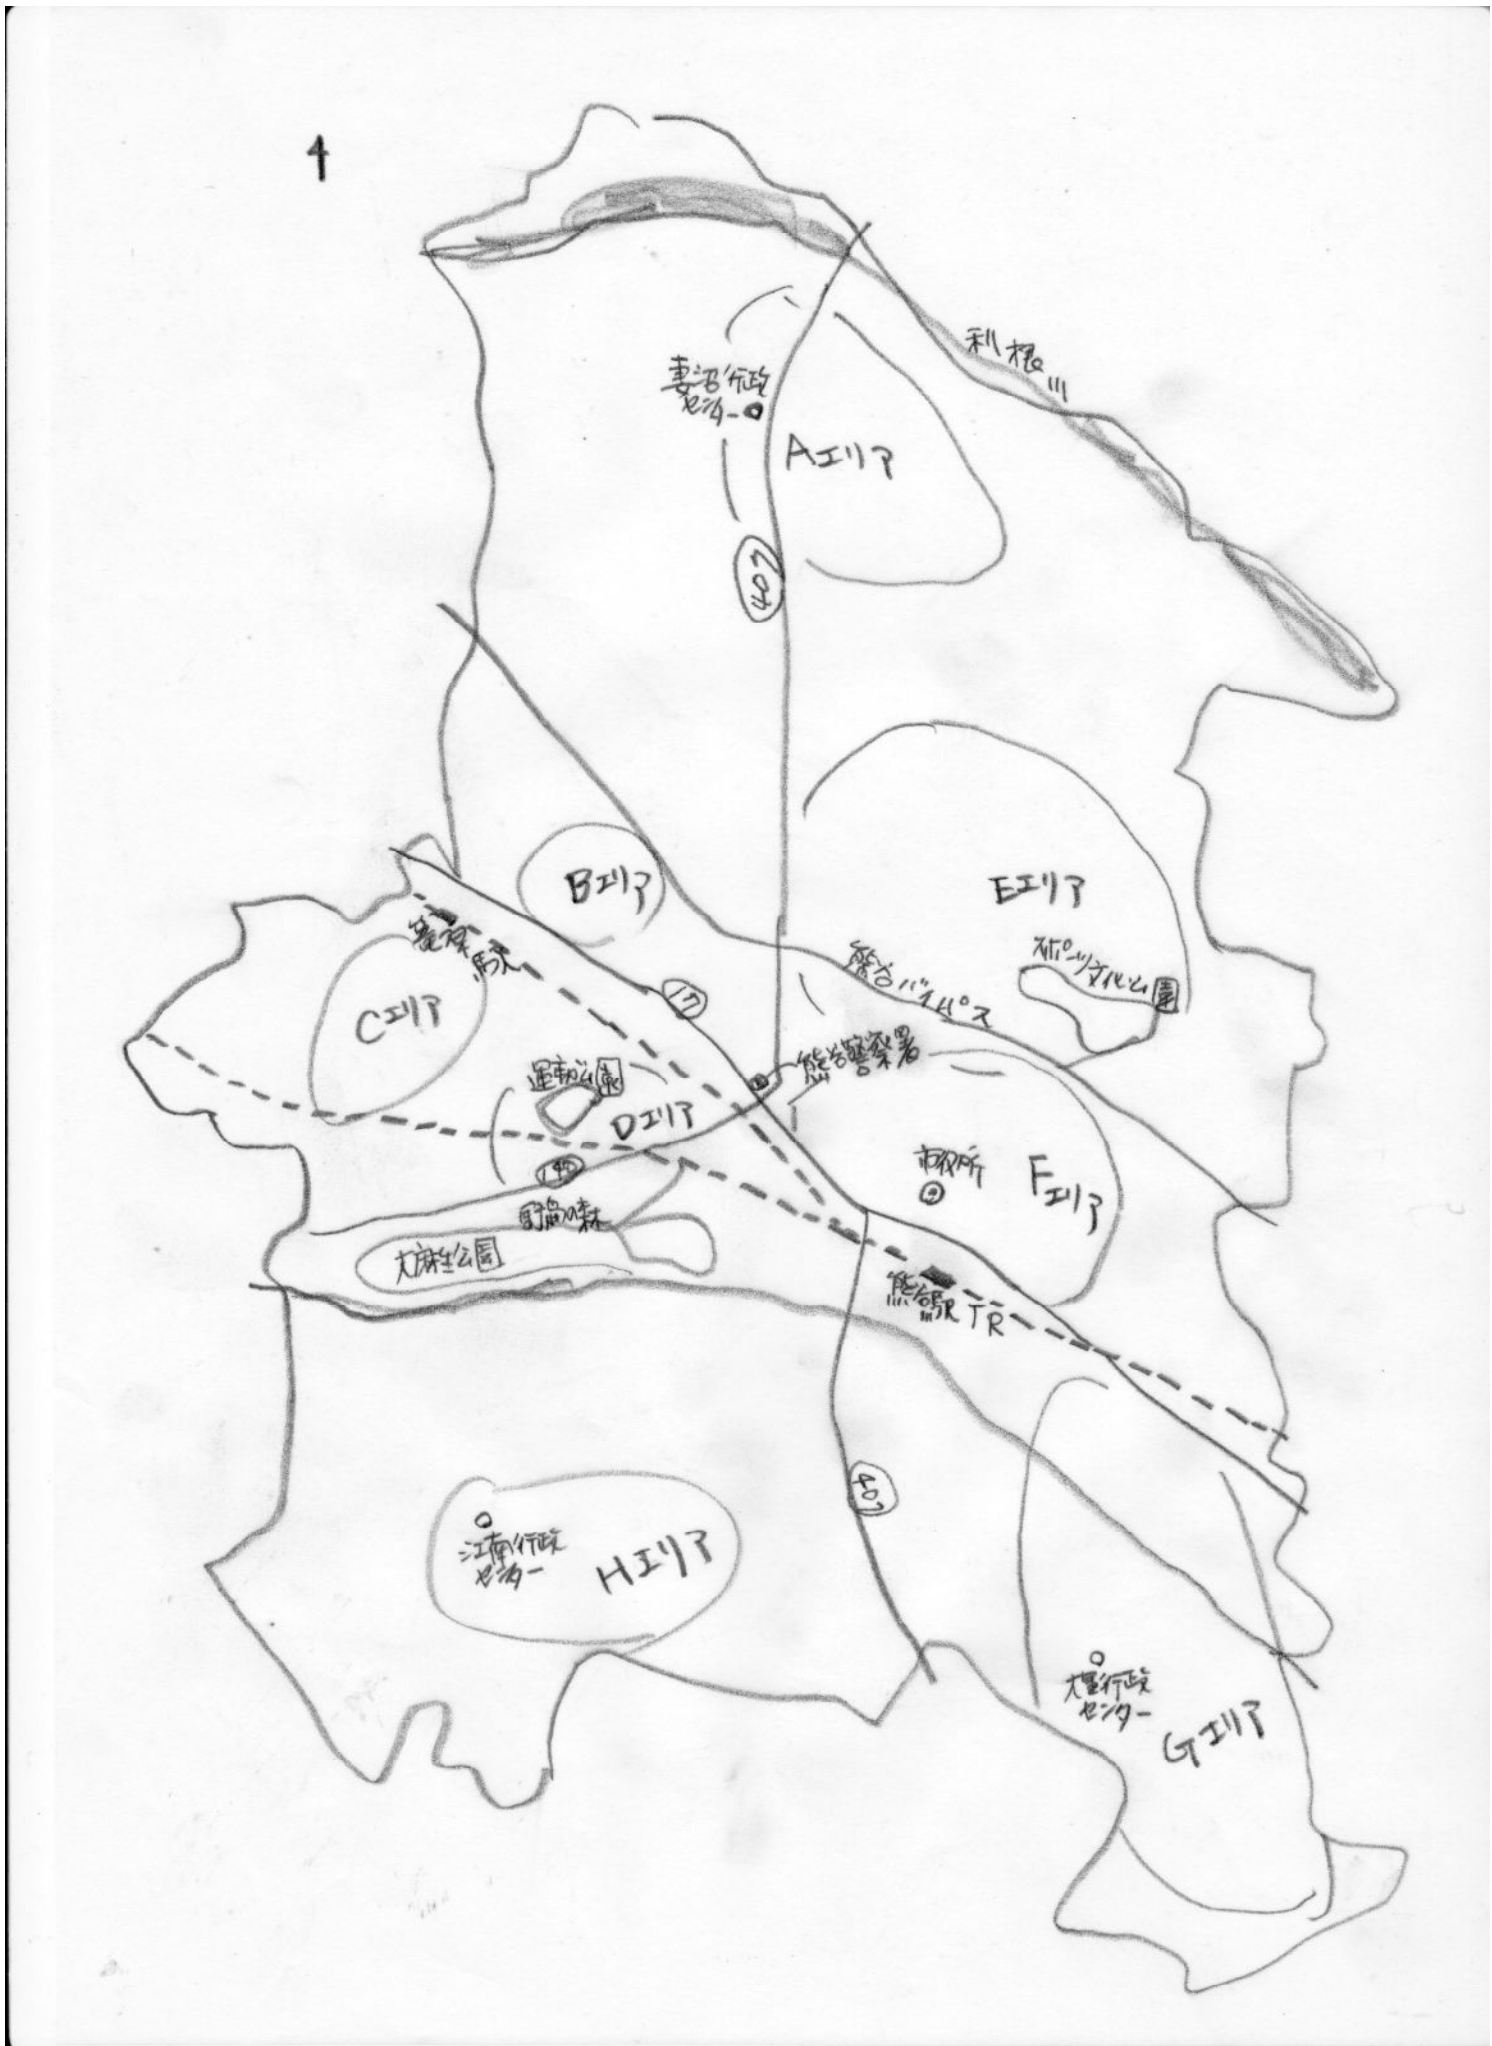 4
利根川
妻沼行政
センター
Aエリア
407
Bエリア
Eエリア
スポーツ文化公園
熊谷バイパス
籠原駅
Cエリア
17
熊谷警察署
運動公園
Dエリア
140
市役所
Fエリア
野鳥の森
大麻生公園
熊谷駅 JR
407
江南行政
センター
Hエリア
大里行政
センター
Gエリア